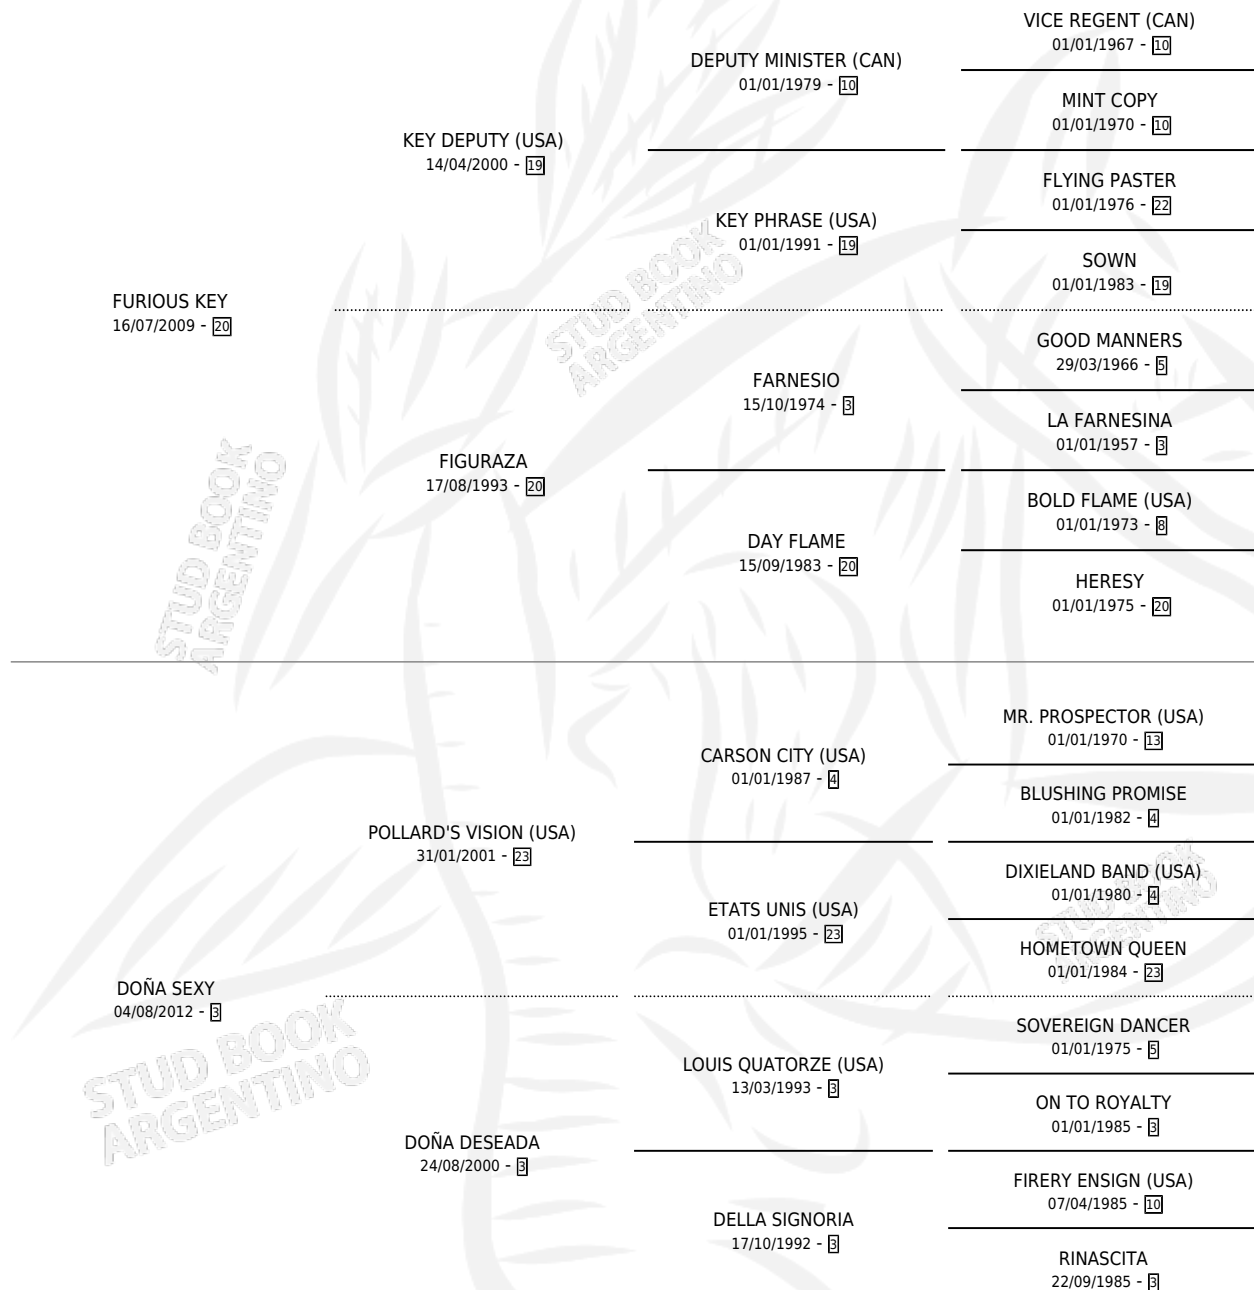 VICE REGENT (CAN)
01/01/1967 - 10
DEPUTY MINISTER (CAN)
01/01/1979 - 10
MINT COPY
01/01/1970 - 10
KEY DEPUTY (USA)
14/04/2000 - 19
FLYING PASTER
01/01/1976 - 22
KEY PHRASE (USA)
01/01/1991 - 19
SOWN
01/01/1983 - 19
FURIOUS KEY
16/07/2009 - 20
GOOD MANNERS
29/03/1966 - 5
FARNESIO
15/10/1974 - 3
LA FARNESINA
01/01/1957 - 3
FIGURAZA
17/08/1993 - 20
BOLD FLAME (USA)
01/01/1973 - 8
DAY FLAME
15/09/1983 - 20
HERESY
01/01/1975 - 20
MR. PROSPECTOR (USA)
01/01/1970 - 13
CARSON CITY (USA)
01/01/1987 - 4
BLUSHING PROMISE
01/01/1982 - 4
POLLARD'S VISION (USA)
31/01/2001 - 23
DIXIELAND BAND (USA)
01/01/1980 - 4
ETATS UNIS (USA)
01/01/1995 - 23
HOMETOWN QUEEN
01/01/1984 - 23
DOÑA SEXY
04/08/2012 - 3
SOVEREIGN DANCER
01/01/1975 - 5
LOUIS QUATORZE (USA)
13/03/1993 - 3
ON TO ROYALTY
01/01/1985 - 3
DOÑA DESEADA
24/08/2000 - 3
FIRERY ENSIGN (USA)
07/04/1985 - 10
DELLA SIGNORIA
17/10/1992 - 3
RINASCITA
22/09/1985 - 3
STUD BOOK
ARGENTINO
STUD BOOK
ARGENTINO
STUD BOOK
ARGENTINO
STUD BOOK
ARGENTINO